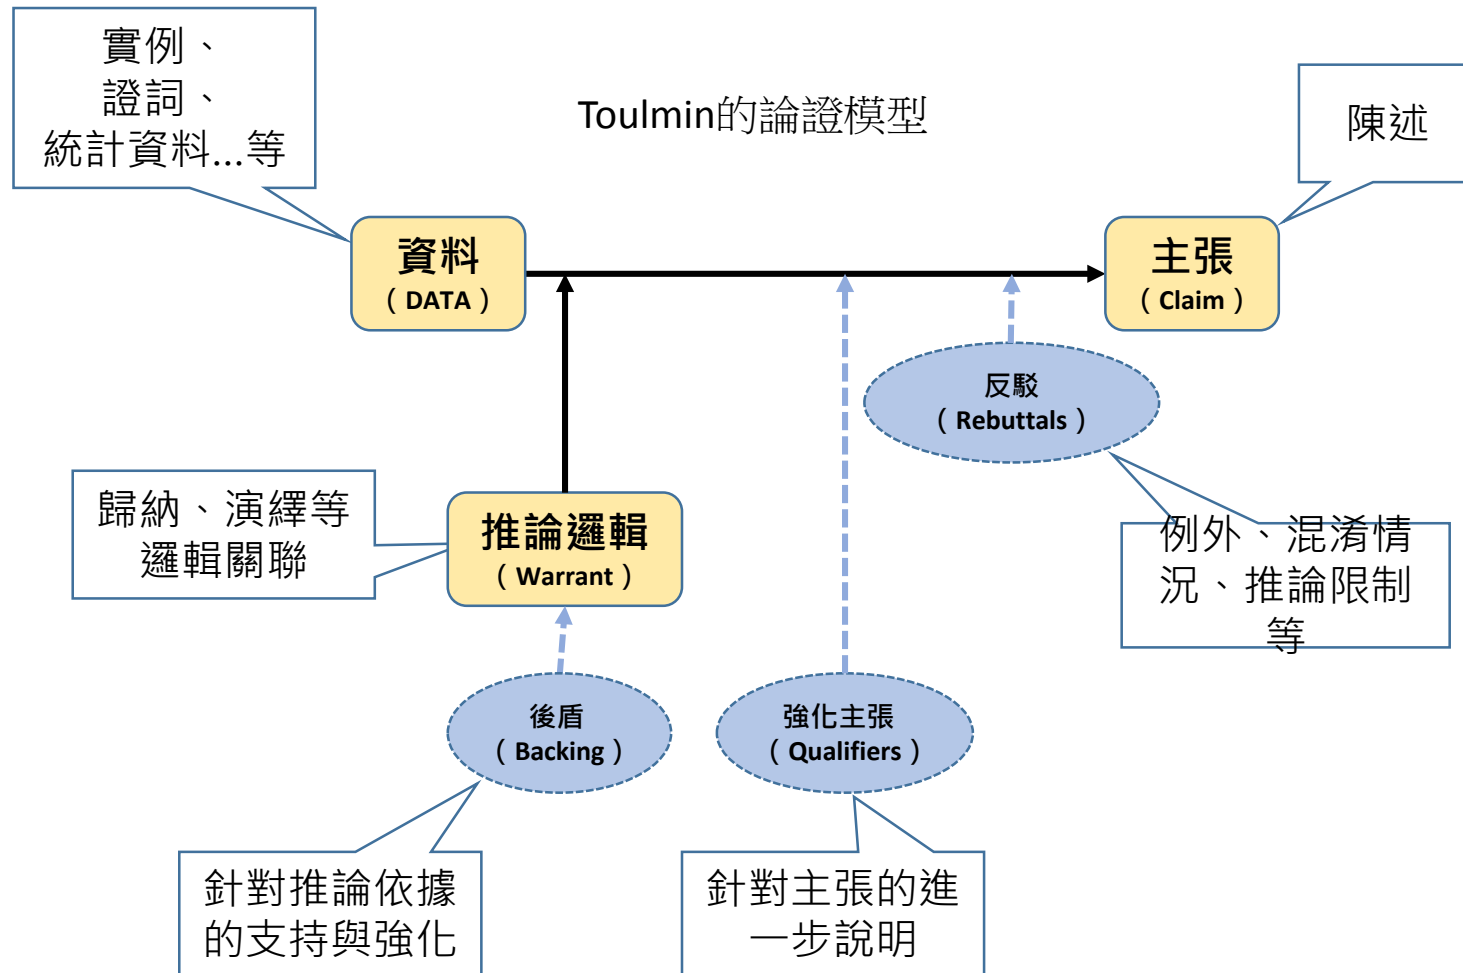 實例、
證詞、
統計資料...等
Toulmin的論證模型
陳述
資料
（DATA）
主張
（Claim）
反駁
（Rebuttals）
歸納、演繹等
邏輯關聯
推論邏輯
（Warrant）
例外、混淆情
況、推論限制
等
後盾
（Backing）
強化主張
（Qualifiers）
針對推論依據
的支持與強化
針對主張的進
一步說明